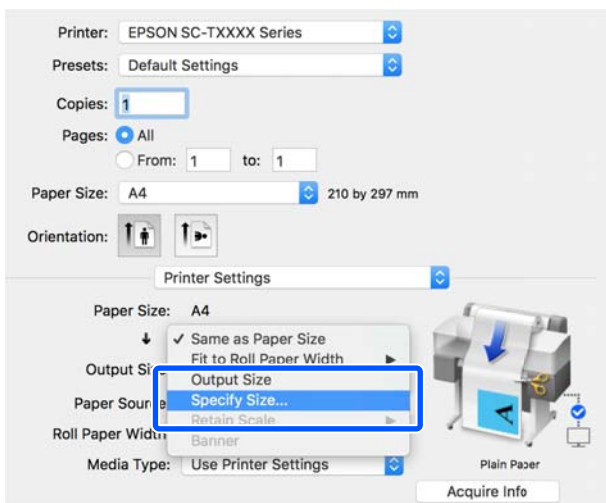 Printer: EPSON SC-TXXXX Series
Presets: Default Settings
Copies: 1
Pages: All
From: 1 to: 1
Paper Size: A4 210 by 297 mm
Orientation:
Printer Settings
Paper Size: A4
✓ Same as Paper Size
Fit to Roll Paper Width
Output Size
Output Size
Paper Source Specify Size...
Retain Scale
Roll Paper Width Banner
Media Type: Use Printer Settings
A
Plain Paper
Acquire Info